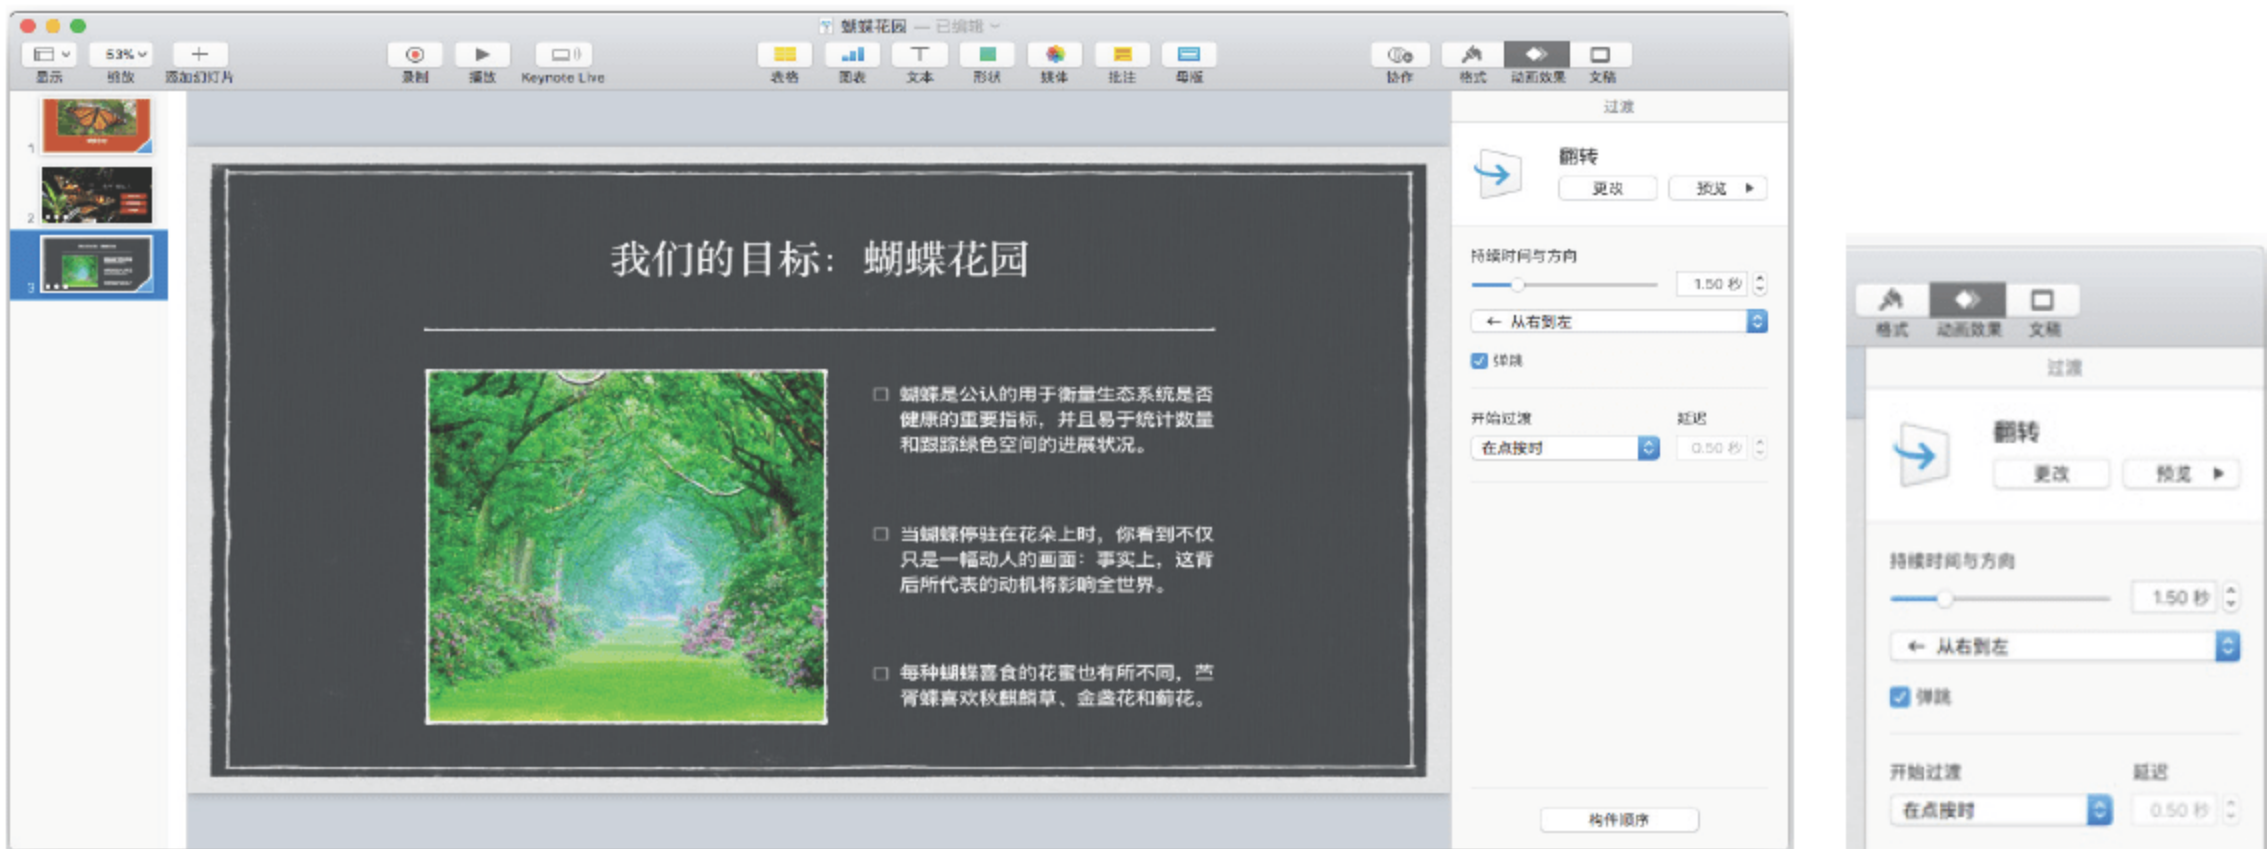 蝴蝶花园 — 已编辑
显示
53%
缩放
添加幻灯片
录制
播放
Keynote Live
表格
图表
文本
形状
媒体
批注
母版
协作
格式
动画效果
文稿
1
2
3
我们的目标：蝴蝶花园
蝴蝶是公认的用于衡量生态系统是否
健康的重要指标，并且易于统计数量
和跟踪绿色空间的进展状况。
当蝴蝶停驻在花朵上时，你看到不仅
只是一幅动人的画面：事实上，这背
后所代表的动机将影响全世界。
每种蝴蝶喜食的花蜜也有所不同，苎
胥蝶喜欢秋麒麟草、金盏花和蓟花。
过渡
翻转
更改
预览
持续时间与方向
1.50 秒
← 从右到左
弹跳
开始过渡
延迟
在点按时
0.50 秒
构件顺序
格式
动画效果
文稿
过渡
翻转
更改
预览
持续时间与方向
1.50 秒
← 从右到左
弹跳
开始过渡
延迟
在点按时
0.50 秒